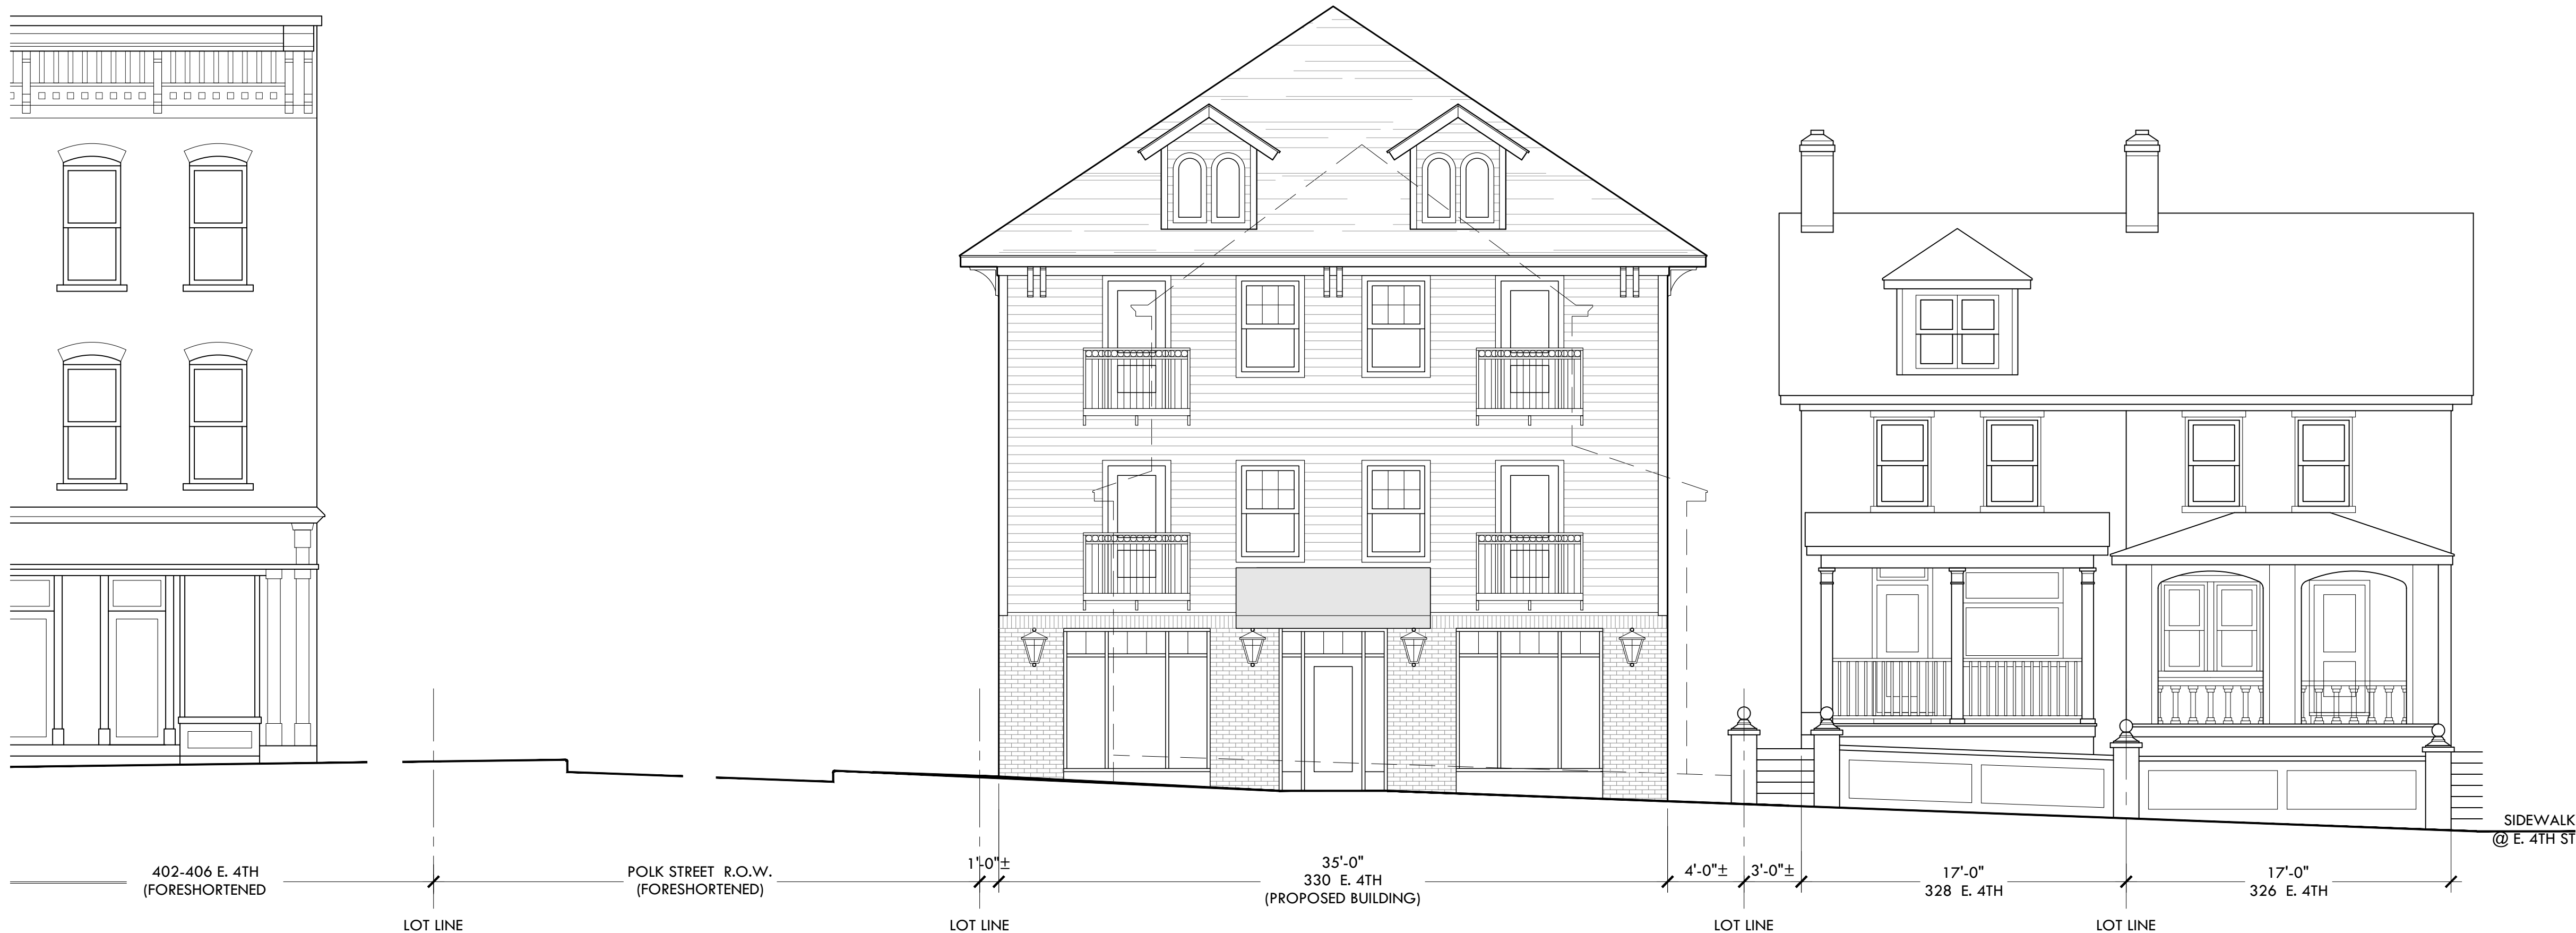 SIDEWALK
@ E. 4TH ST
402-406 E. 4TH
(FORESHORTENED
POLK STREET R.O.W.
(FORESHORTENED)
1'-0"±
35'-0"
330 E. 4TH
(PROPOSED BUILDING)
4'-0"±
3'-0"±
17'-0"
328 E. 4TH
17'-0"
326 E. 4TH
LOT LINE
LOT LINE
LOT LINE
LOT LINE